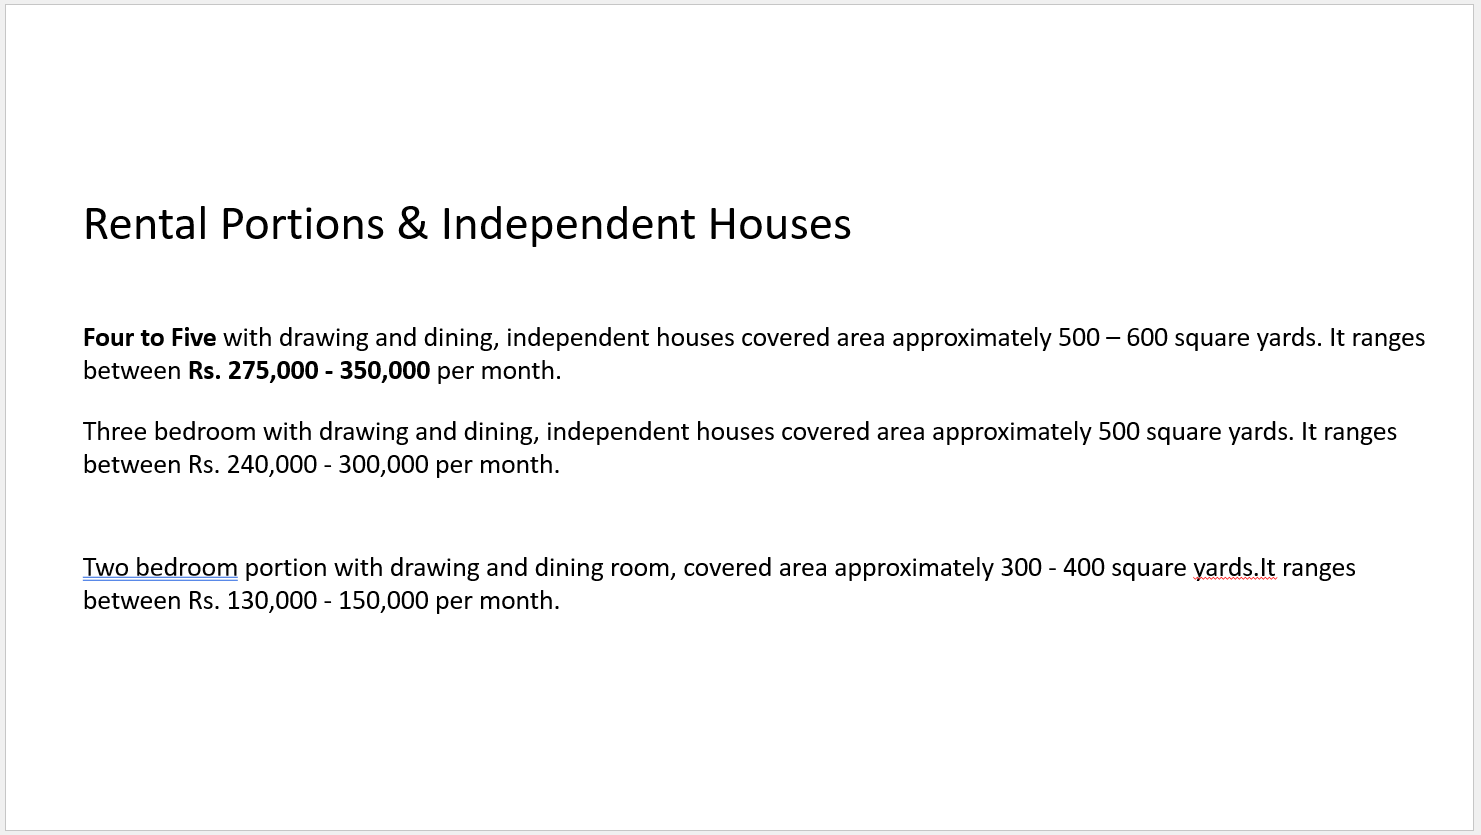 Rental Portions & Independent Houses
Four to Five with drawing and dining, independent houses covered area approximately 500 – 600 square yards. It ranges
between Rs. 275,000 - 350,000 per month.
Three bedroom with drawing and dining, independent houses covered area approximately 500 square yards. It ranges
between Rs. 240,000 - 300,000 per month.
Two bedroom portion with drawing and dining room, covered area approximately 300 - 400 square yards.It ranges
between Rs. 130,000 - 150,000 per month.